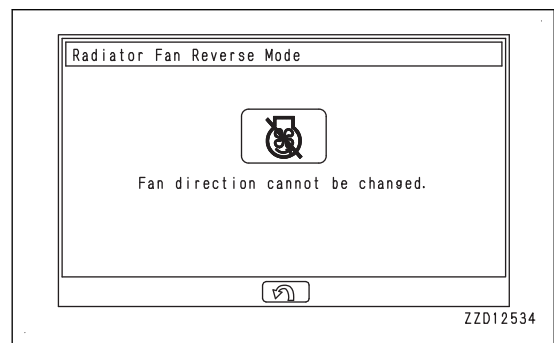 Radiator Fan Reverse Mode
Fan direction cannot be changed.
ZZD12534